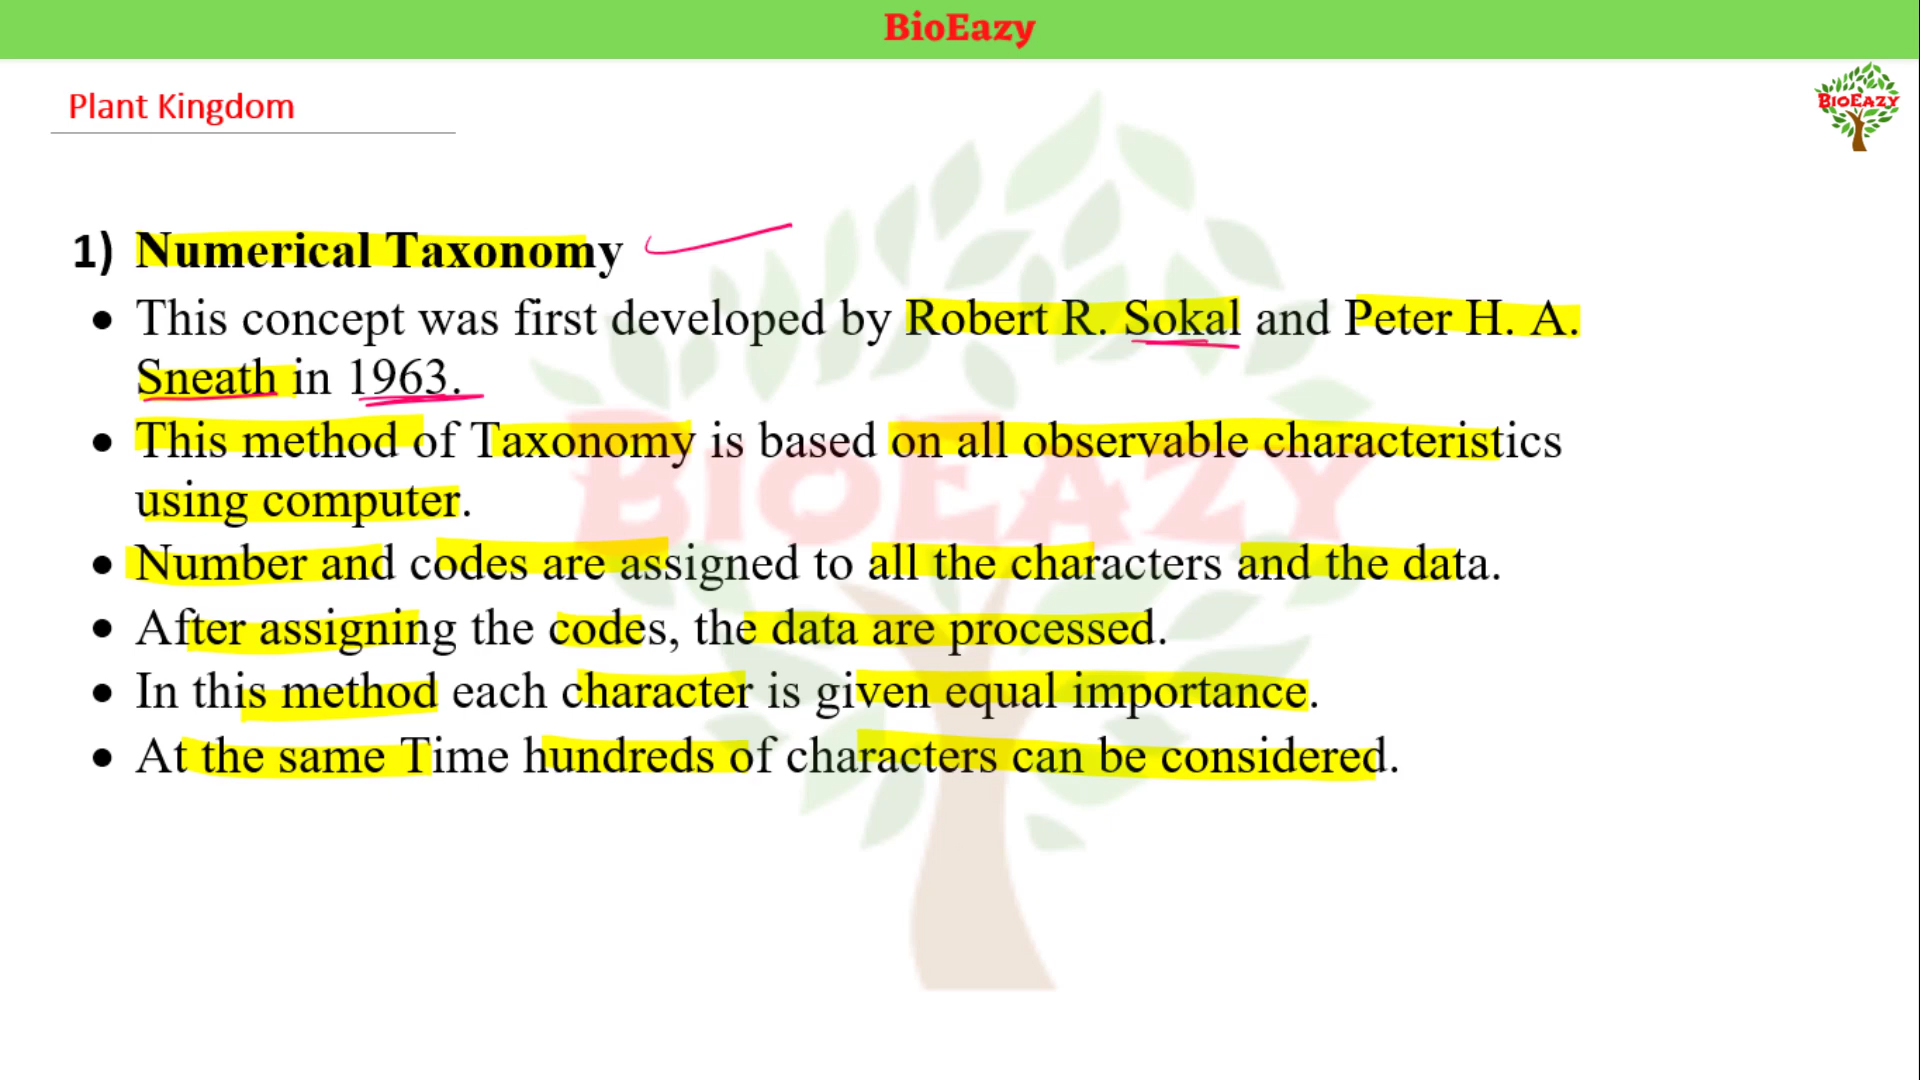 BioEazy
Plant Kingdom
BIOEAZY
1) Numerical Taxonomy
• This concept was first developed by Robert R. Sokal and Peter H. A.
Sneath in 1963.
• This method of Taxonomy is based on all observable characteristics
using computer.
BIOEAZY
• Number and codes are assigned to all the characters and the data.
• After assigning the codes, the data are processed.
• In this method each character is given equal importance.
• At the same Time hundreds of characters can be considered.